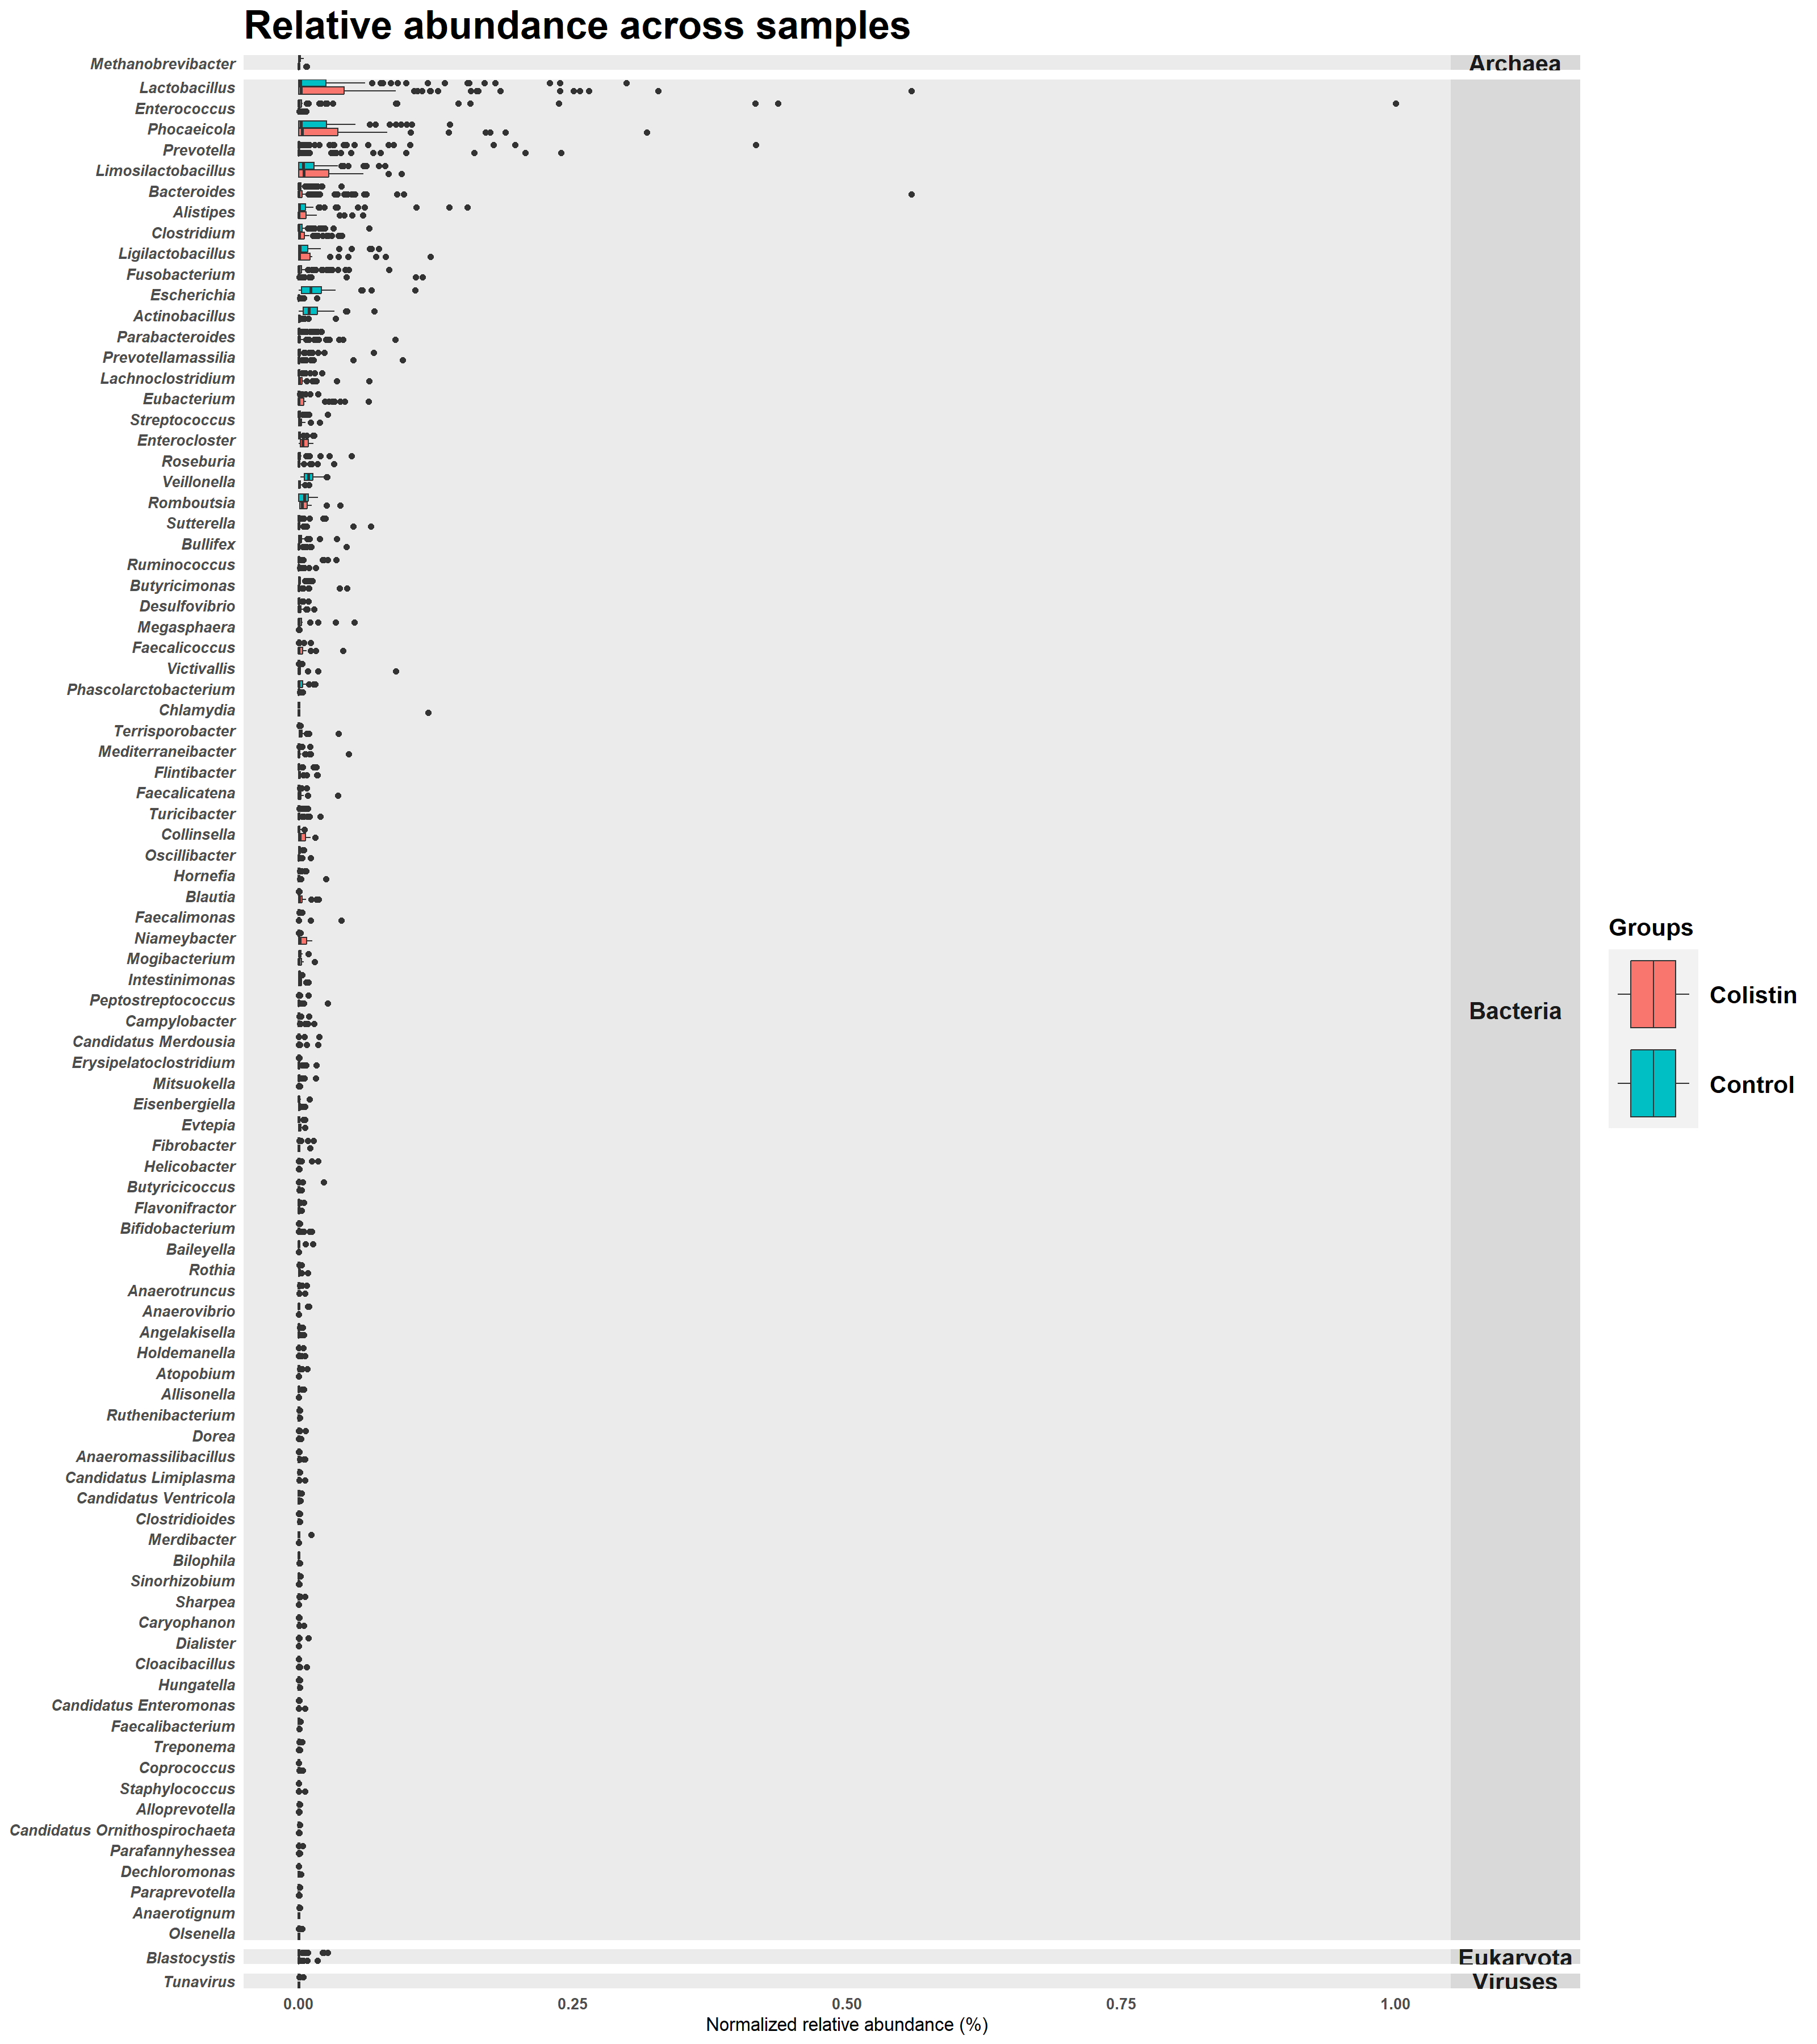 Relative abundance across samples
Methanobrevibacter
Archaea
Lactobacillus
Enterococcus
Phocaeicola
Prevotella
Limosilactobacillus
Bacteroides
Alistipes
Clostridium
Ligilactobacillus
Fusobacterium
Escherichia
Actinobacillus
Parabacteroides
Prevotellamassilia
Lachnoclostridium
Eubacterium
Streptococcus
Enterocloster
Roseburia
Veillonella
Romboutsia
Sutterella
Bullifex
Ruminococcus
Butyricimonas
Desulfovibrio
Megasphaera
Faecalicoccus
Victivallis
Phascolarctobacterium
Chlamydia
Terrisporobacter
Mediterraneibacter
Flintibacter
Faecalicatena
Turicibacter
Collinsella
Oscillibacter
Hornefia
Blautia
Faecalimonas
Niameybacter
Mogibacterium
Intestinimonas
Peptostreptococcus
Campylobacter
Candidatus Merdousia
Erysipelatoclostridium
Mitsuokella
Eisenbergiella
Evtepia
Fibrobacter
Helicobacter
Butyricicoccus
Flavonifractor
Bifidobacterium
Baileyella
Rothia
Anaerotruncus
Anaerovibrio
Angelakisella
Holdemanella
Atopobium
Allisonella
Ruthenibacterium
Dorea
Anaeromassilibacillus
Candidatus Limiplasma
Candidatus Ventricola
Clostridioides
Merdibacter
Bilophila
Sinorhizobium
Sharpea
Caryophanon
Dialister
Cloacibacillus
Hungatella
Candidatus Enteromonas
Faecalibacterium
Treponema
Coprococcus
Staphylococcus
Alloprevotella
Candidatus Ornithospirochaeta
Parafannyhessea
Dechloromonas
Paraprevotella
Anaerotignum
Olsenella
Bacteria
Blastocystis
Eukaryota
Tunavirus
Viruses
0.00 0.25 0.50 0.75 1.00
Normalized relative abundance (%)
Groups
Colistin
Control